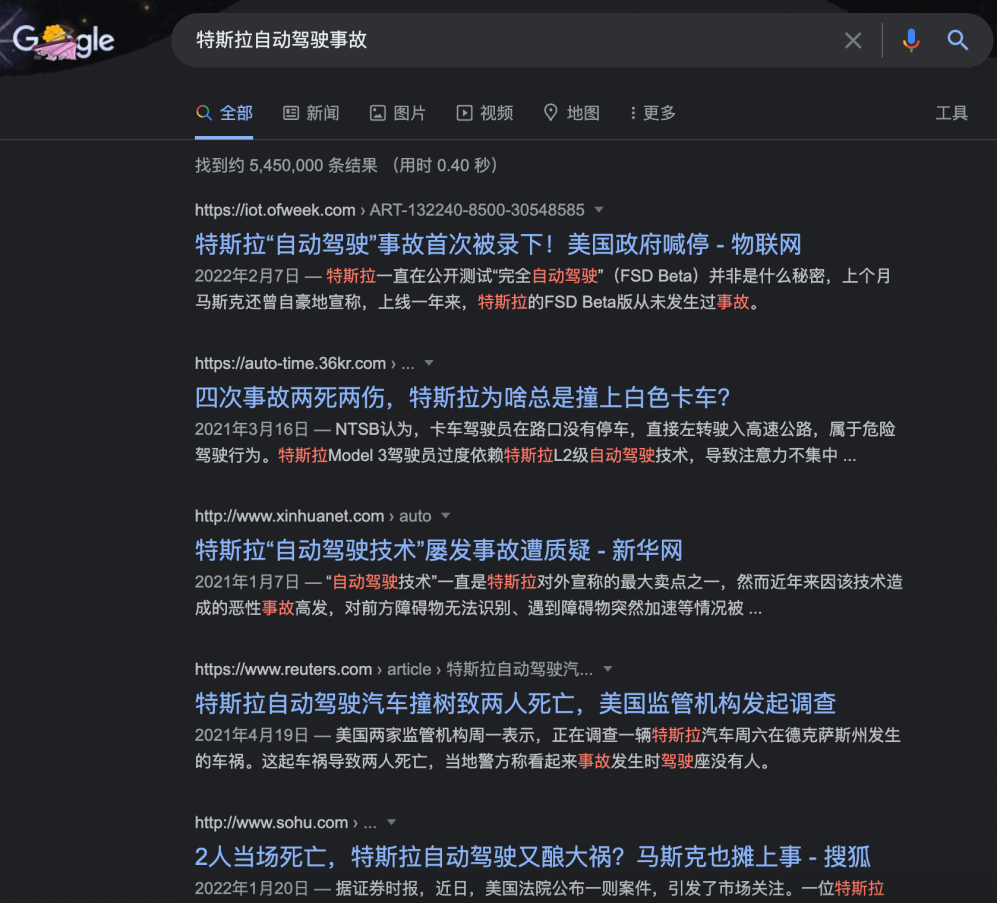 Google
特斯拉自动驾驶事故
全部 新闻 图片 视频 地图 更多 工具
找到约 5,450,000 条结果 （用时 0.40 秒）
https://iot.ofweek.com › ART-132240-8500-30548585
特斯拉“自动驾驶”事故首次被录下！美国政府喊停 - 物联网
2022年2月7日 — 特斯拉一直在公开测试“完全自动驾驶”（FSD Beta）并非是什么秘密，上个月
马斯克还曾自豪地宣称，上线一年来，特斯拉的FSD Beta版从未发生过事故。
https://auto-time.36kr.com › ...
四次事故两死两伤，特斯拉为啥总是撞上白色卡车？
2021年3月16日 — NTSB认为，卡车驾驶员在路口没有停车，直接左转驶入高速公路，属于危险
驾驶行为。特斯拉Model 3驾驶员过度依赖特斯拉L2级自动驾驶技术，导致注意力不集中 ...
http://www.xinhuanet.com › auto
特斯拉“自动驾驶技术”屡发事故遭质疑 - 新华网
2021年1月7日 — “自动驾驶技术”一直是特斯拉对外宣称的最大卖点之一，然而近年来因该技术造
成的恶性事故高发，对前方障碍物无法识别、遇到障碍物突然加速等情况被 ...
https://www.reuters.com › article › 特斯拉自动驾驶汽...
特斯拉自动驾驶汽车撞树致两人死亡，美国监管机构发起调查
2021年4月19日 — 美国两家监管机构周一表示，正在调查一辆特斯拉汽车周六在德克萨斯州发生
的车祸。这起车祸导致两人死亡，当地警方称看起来事故发生时驾驶座没有人。
http://www.sohu.com › ...
2人当场死亡，特斯拉自动驾驶又酿大祸？马斯克也摊上事 - 搜狐
2022年1月20日 — 据证券时报，近日，美国法院公布一则案件，引发了市场关注。一位特斯拉